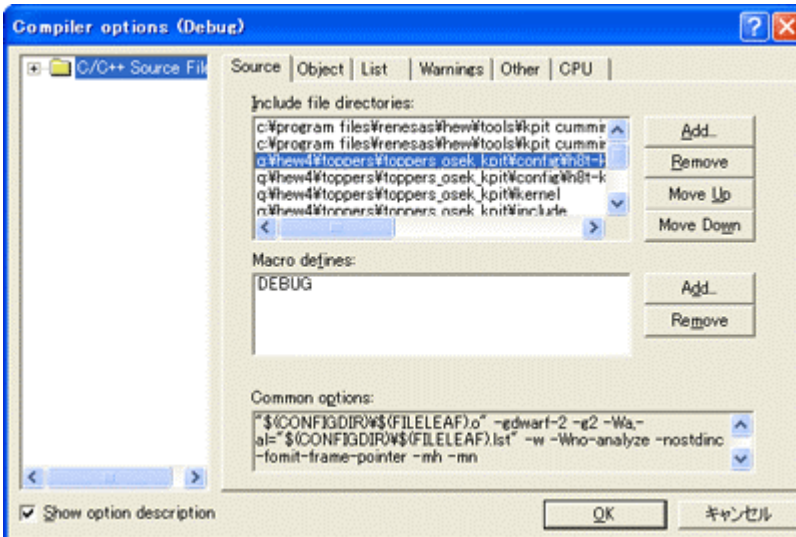 Compiler options (Debug)
C/C++ Source File
Source Object List Warnings Other CPU
Include file directories:
c:¥program files¥renesas¥hew¥tools¥kpit cummin
c:¥program files¥renesas¥hew¥tools¥kpit cummin
q:¥hew4¥toppers¥toppers_osek_kpit¥config¥h8t-k
q:¥hew4¥toppers¥toppers_osek_kpit¥config¥h8t-k
q:¥hew4¥toppers¥toppers_osek_kpit¥kernel
q:¥hew4¥toppers¥toppers_osek_kpit¥include
Add...
Remove
Move Up
Move Down
Macro defines:
DEBUG
Add...
Remove
Common options:
"$(CONFIGDIR)¥$(FILELEAF).o" -gdwarf-2 -g2 -Wa,-
al="$(CONFIGDIR)¥$(FILELEAF).lst" -w -Wno-analyze -nostdinc
-fomit-frame-pointer -mh -mn
Show option description
OK
キャンセル